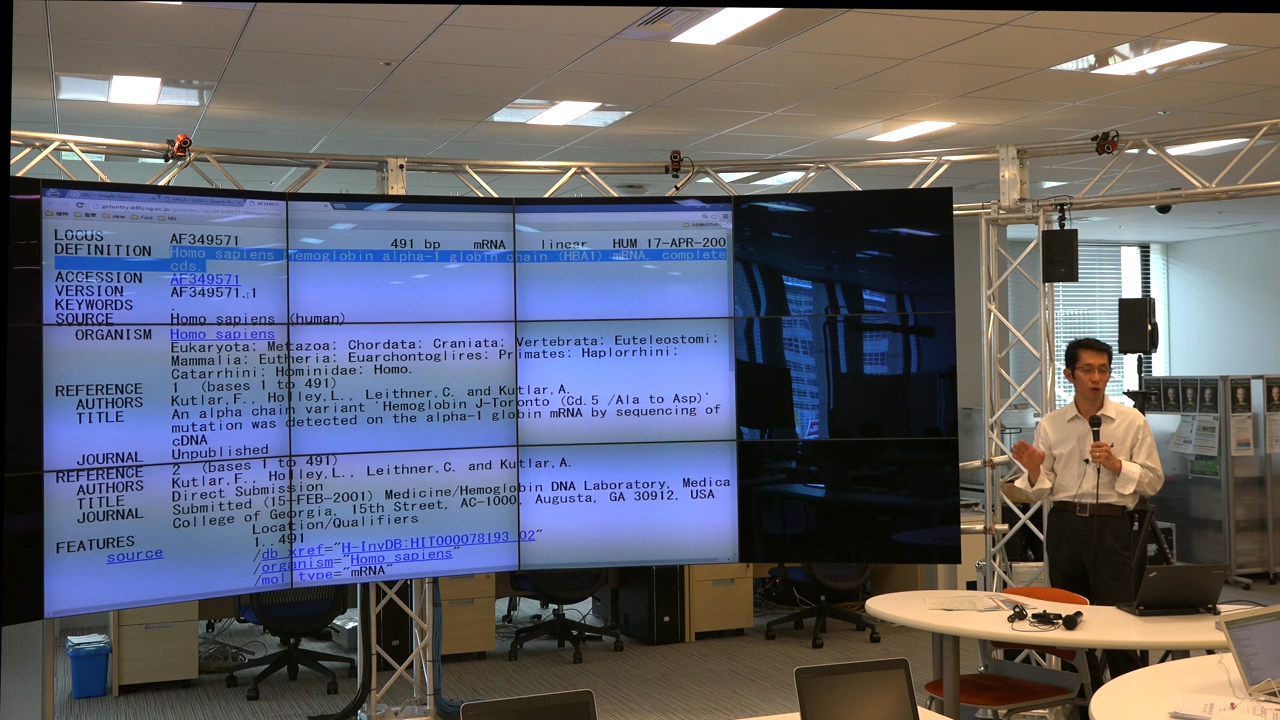 AF349571
LOCUS AF349571 491 bp mRNA linear HUM 17-APR-200
DEFINITION Homo sapiens hemoglobin alpha-1 globin chain (HBA1) mRNA, complete
cds.
ACCESSION AF349571
VERSION AF349571.1
KEYWORDS
SOURCE Homo sapiens (human)
ORGANISM Homo sapiens
Eukaryota; Metazoa; Chordata; Craniata; Vertebrata; Euteleostomi;
Mammalia; Eutheria; Euarchontoglires; Primates; Haplorrhini;
Catarrhini; Hominidae; Homo.
REFERENCE 1 (bases 1 to 491)
AUTHORS Kutlar,F., Holley,L., Leithner,C. and Kutlar,A.
TITLE An alpha chain variant 'Hemoglobin J-Toronto (Cd.5 /Ala to Asp)'
mutation was detected on the alpha-1 globin mRNA by sequencing of
cDNA
JOURNAL Unpublished
REFERENCE 2 (bases 1 to 491)
AUTHORS Kutlar,F., Holley,L., Leithner,C. and Kutlar,A.
TITLE Direct Submission
JOURNAL Submitted (15-FEB-2001) Medicine/Hemoglobin DNA Laboratory, Medica
College of Georgia, 15th Street, AC-1000, Augusta, GA 30912, USA
FEATURES Location/Qualifiers
source 1..491
/db_xref="H-InvDB:HIT000078193_02"
/organism="Homo sapiens"
/mol_type="mRNA"